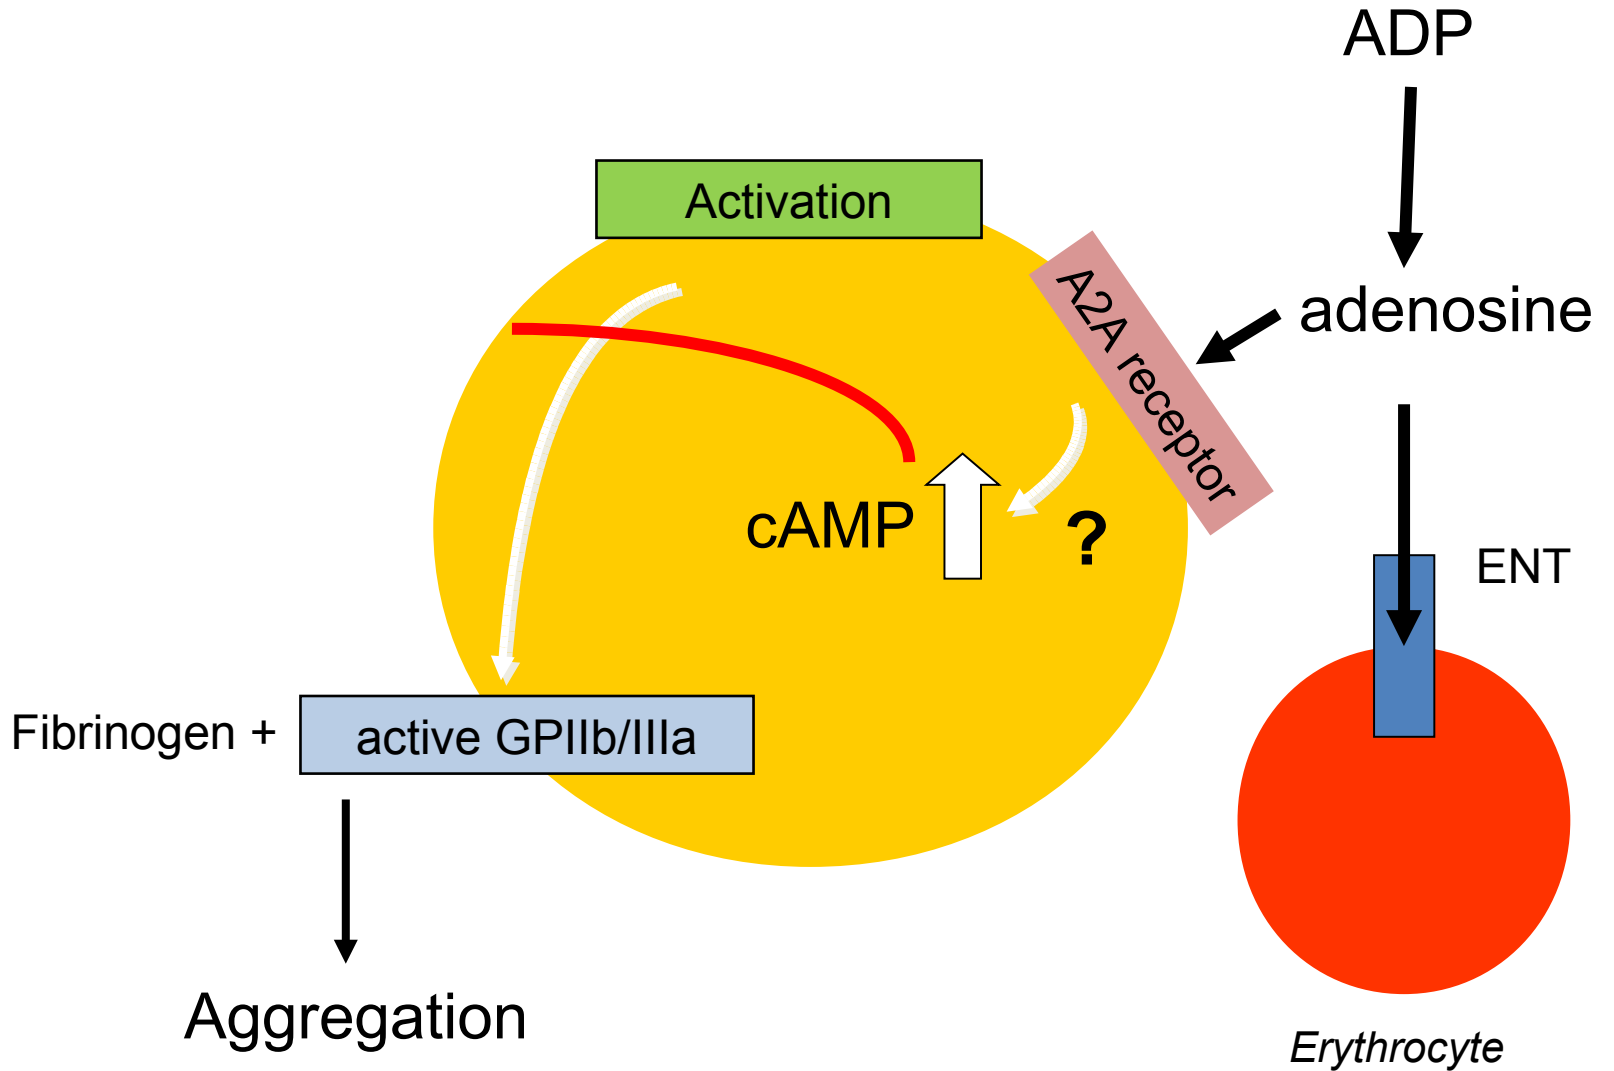 ADP
Activation
A2A receptor
adenosine
cAMP
?
ENT
Fibrinogen +
active GPIIb/IIIa
Aggregation
Erythrocyte